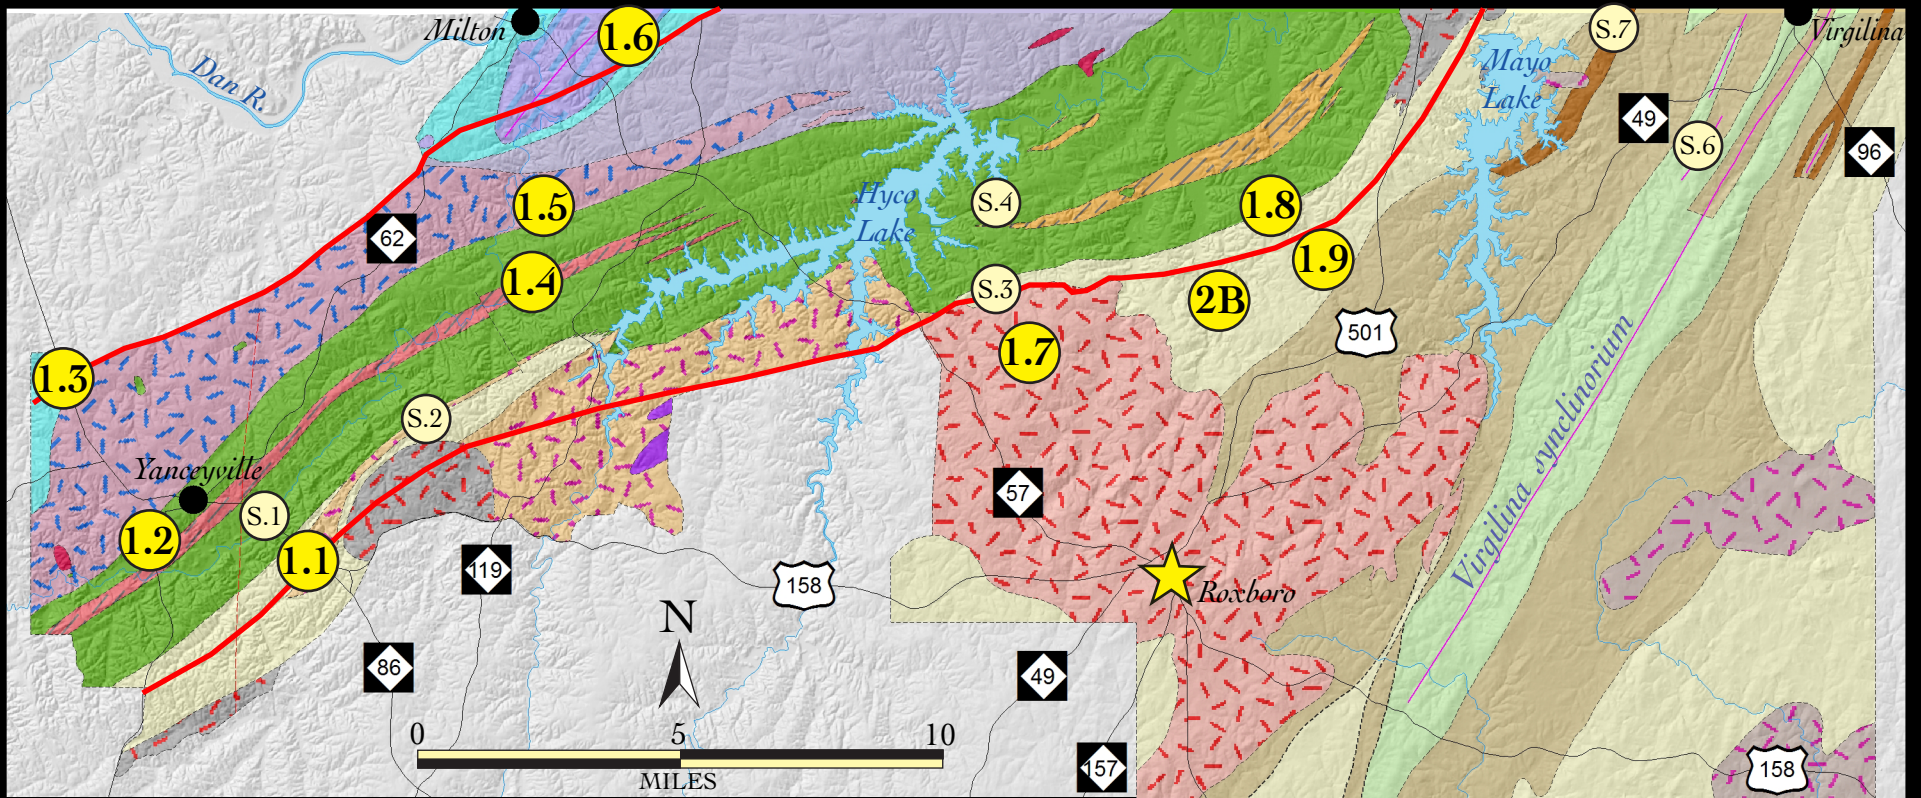 Milton
1.6
S.7
Virgilina
Dan R.
Mayo
Lake
49
S.6
96
62
1.5
Hyco
Lake
S.4
1.8
1.4
1.9
S.3
2B
501
1.3
1.7
S.2
Virgilina synclinorum
Yanceyville
57
S.1
1.2
1.1
119
158
Roxboro
N
86
49
0
5
10
MILES
157
158